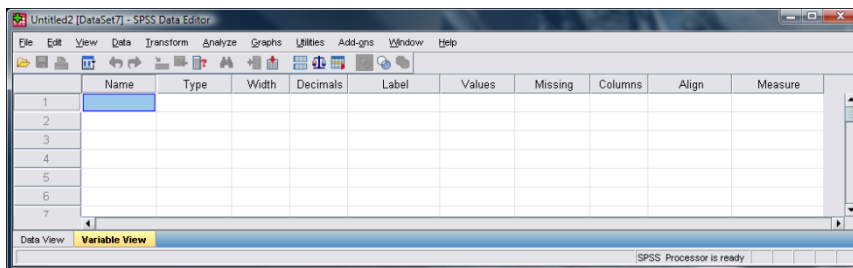 Untitled2 [DataSet7] - SPSS Data Editor
File Edit View Data Transform Analyze Graphs Utilities Add-ons Window Help
Name Type Width Decimals Label Values Missing Columns Align Measure
1
2
3
4
5
6
7
Data View Variable View
SPSS Processor is ready